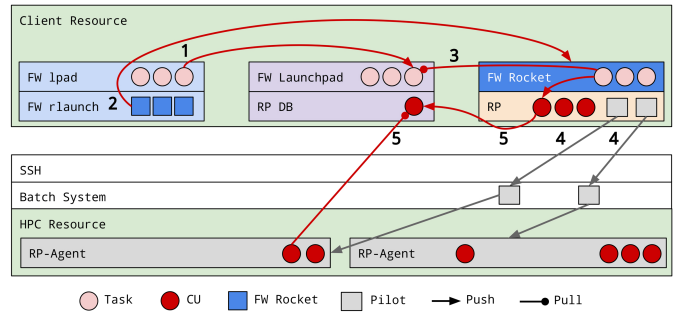 Client Resource
1
3
FW lpad
FW Launchpad
FW Rocket
FW rlaunch
2
RP DB
RP
5
5
4
4
SSH
Batch System
HPC Resource
RP-Agent
RP-Agent
Task
CU
FW Rocket
Pilot
Push
Pull